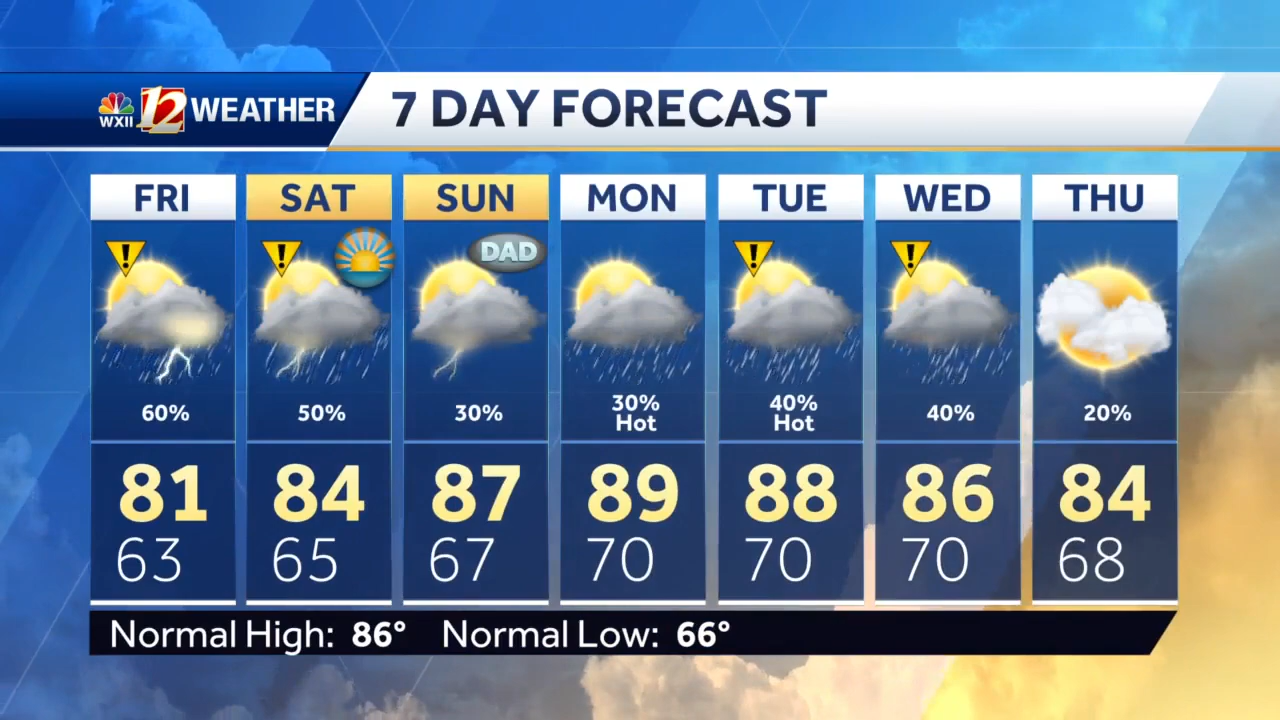 WXII 12 WEATHER
7 DAY FORECAST
FRI SAT SUN MON TUE WED THU
! ! DAD ! !
60% 50% 30% 30% Hot 40% Hot 40% 20%
81 84 87 89 88 86 84
63 65 67 70 70 70 68
Normal High: 86° Normal Low: 66°